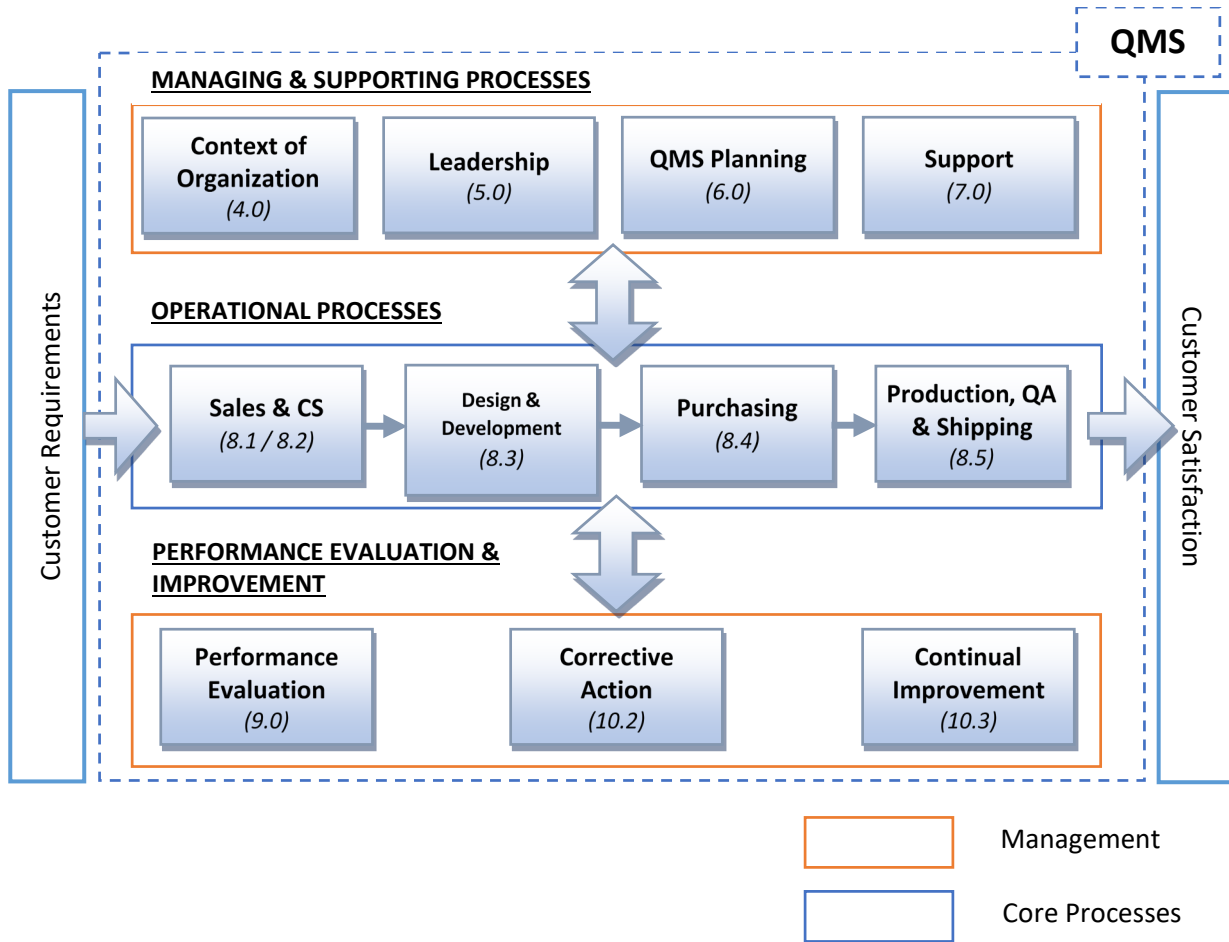 QMS
MANAGING & SUPPORTING PROCESSES
Context of
Organization
(4.0)
Leadership
(5.0)
QMS Planning
(6.0)
Support
(7.0)
Customer Requirements
OPERATIONAL PROCESSES
Sales & CS
(8.1 / 8.2)
Design &
Development
(8.3)
Purchasing
(8.4)
Production, QA
& Shipping
(8.5)
Customer Satisfaction
PERFORMANCE EVALUATION &
IMPROVEMENT
Performance
Evaluation
(9.0)
Corrective
Action
(10.2)
Continual
Improvement
(10.3)
Management
Core Processes